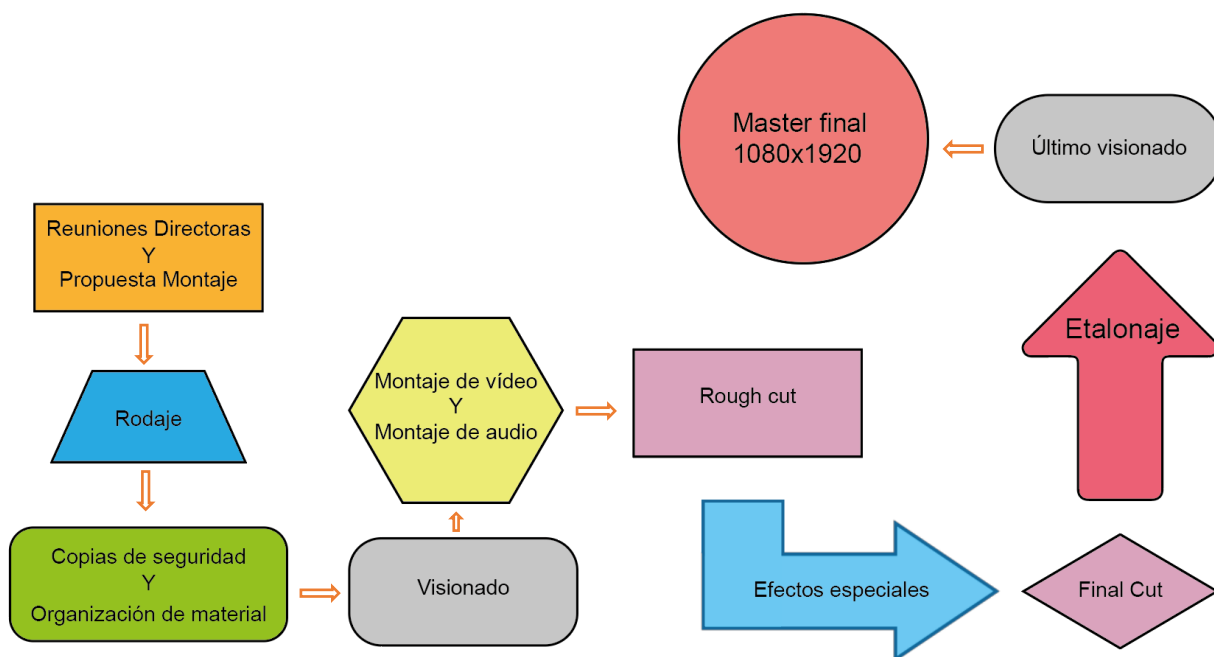 Reuniones Directoras
Y
Propuesta Montaje
Rodaje
Copias de seguridad
Y
Organización de material
Visionado
Montaje de vídeo
Y
Montaje de audio
Rough cut
Efectos especiales
Final Cut
Etalonaje
Último visionado
Master final
1080x1920